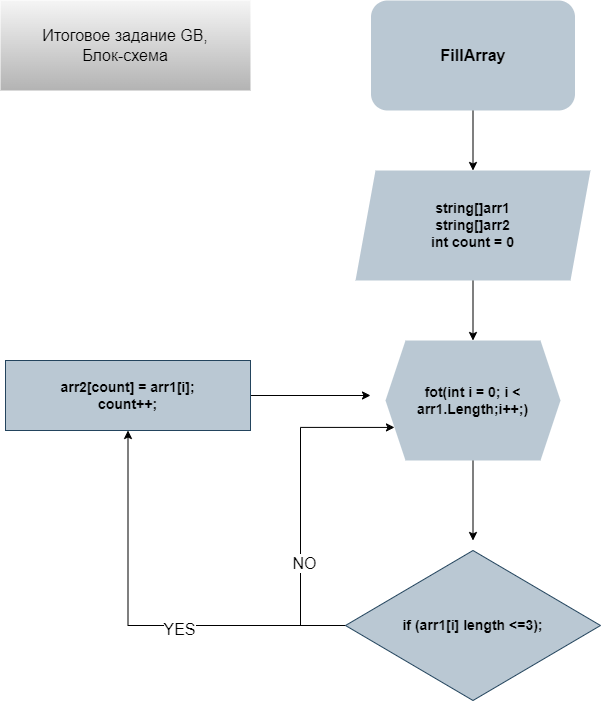 Итоговое задание GB,
Блок-схема
FillArray
string[]arr1
string[]arr2
int count = 0
fot(int i = 0; i <
arr1.Length;i++;)
arr2[count] = arr1[i];
count++;
NO
YES
if (arr1[i] length <=3);